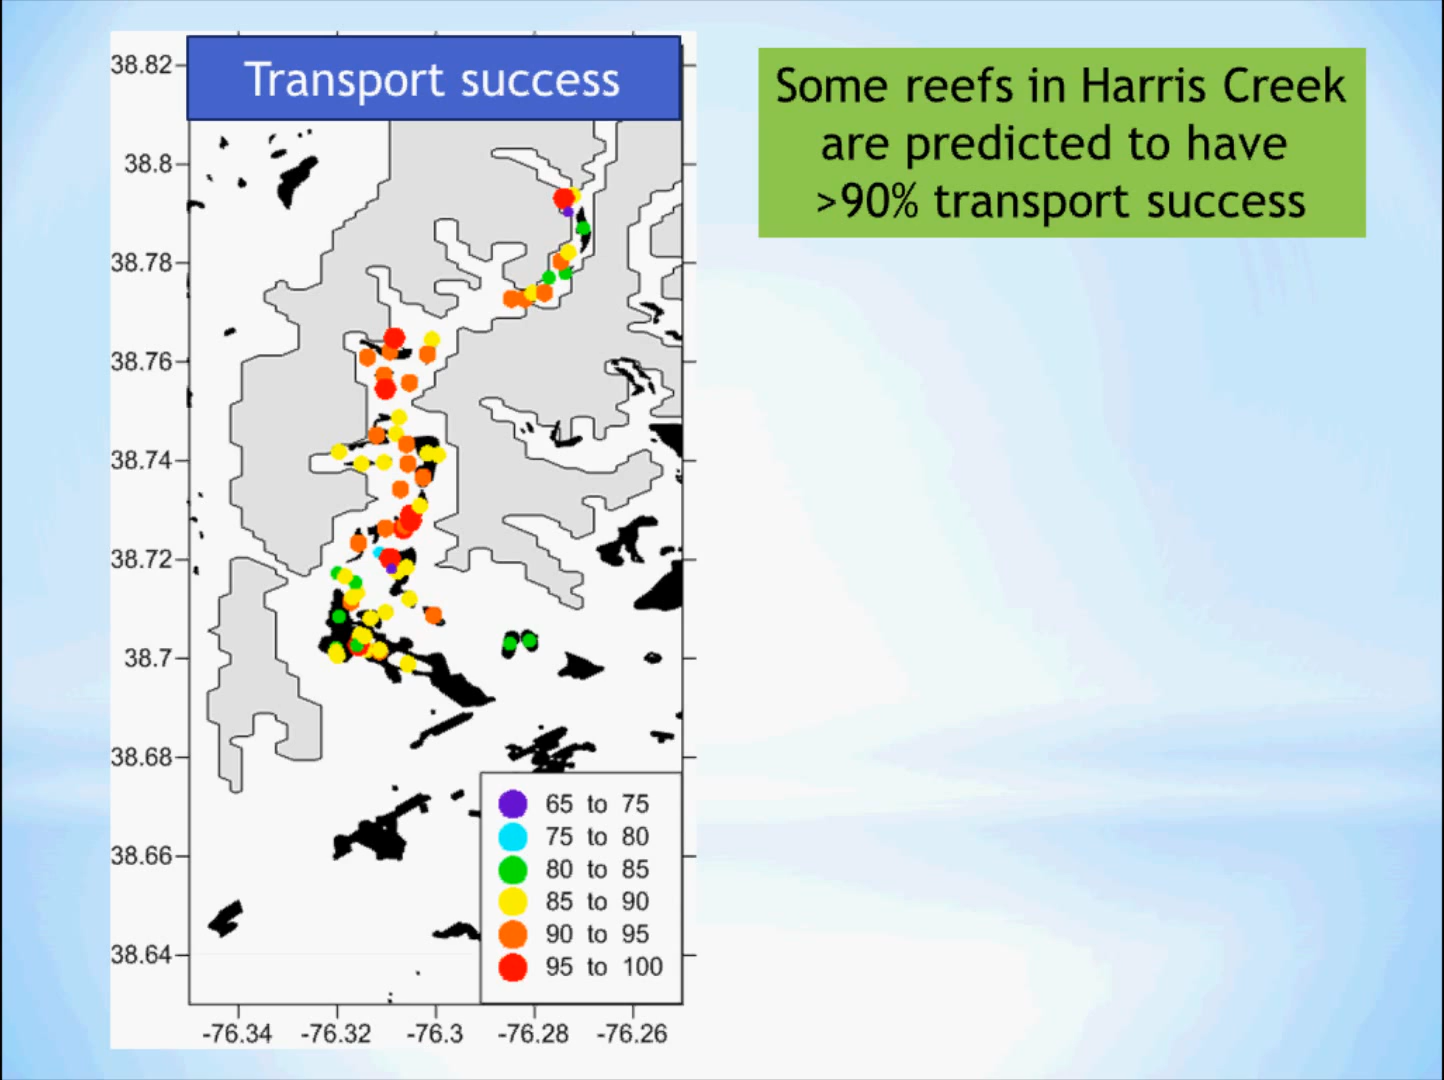 Transport success
Some reefs in Harris Creek
are predicted to have
>90% transport success
38.82
38.8
38.78
38.76
38.74
38.72
38.7
38.68
38.66
38.64
65 to 75
75 to 80
80 to 85
85 to 90
90 to 95
95 to 100
-76.34 -76.32 -76.3 -76.28 -76.26